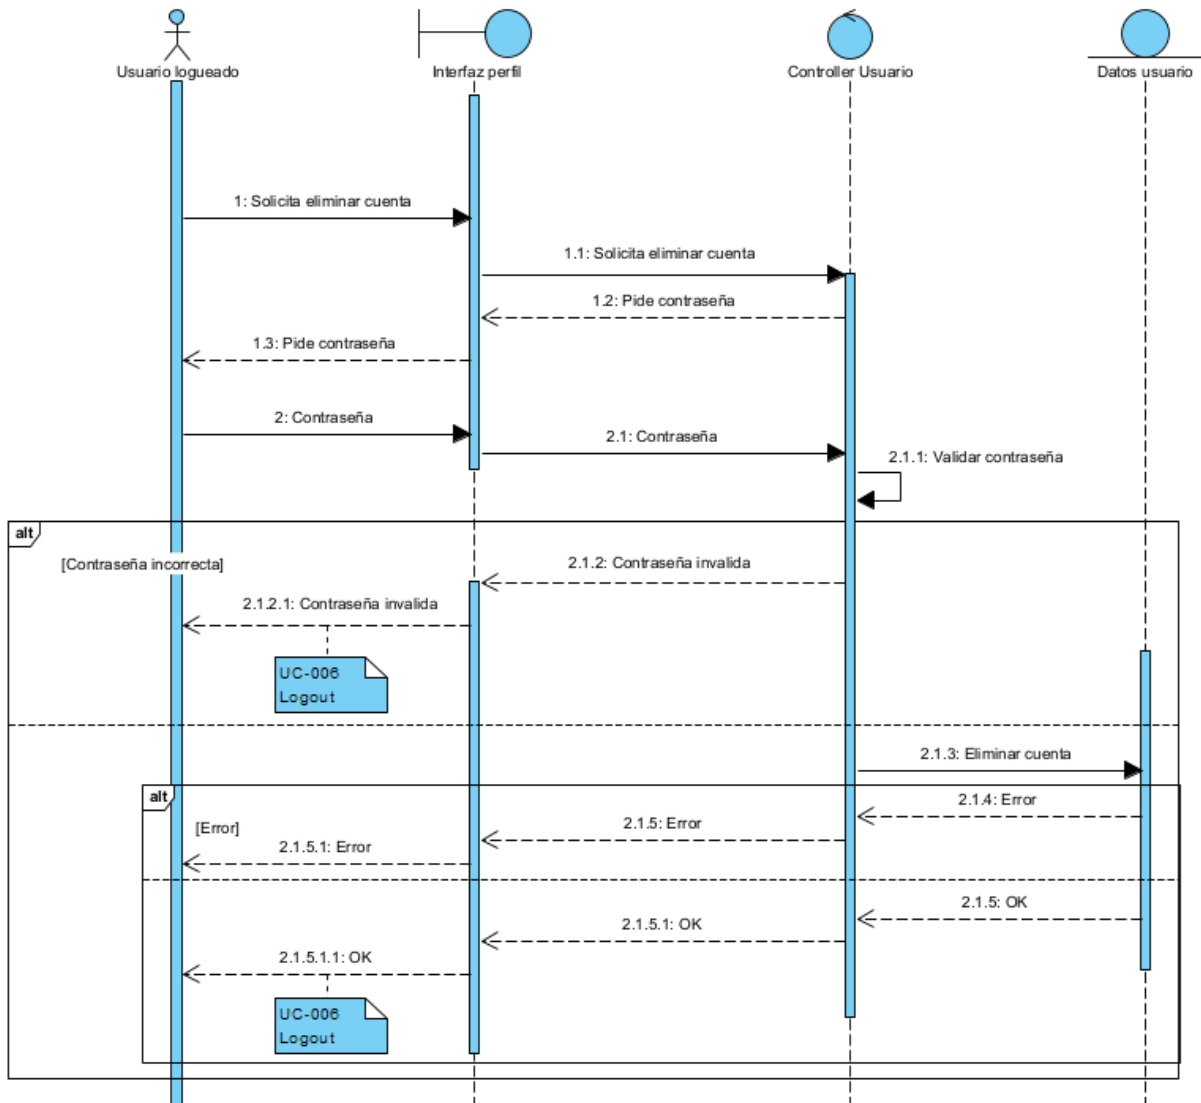 Usuario logueado
Interfaz perfil
Controller Usuario
Datos usuario
1: Solicita eliminar cuenta
1.1: Solicita eliminar cuenta
1.2: Pide contraseña
1.3: Pide contraseña
2: Contraseña
2.1: Contraseña
2.1.1: Validar contraseña
alt
[Contraseña incorrecta]
2.1.2: Contraseña invalida
2.1.2.1: Contraseña invalida
UC-006
Logout
2.1.3: Eliminar cuenta
alt
[Error]
2.1.4: Error
2.1.5: Error
2.1.5.1: Error
2.1.5: OK
2.1.5.1: OK
2.1.5.1.1: OK
UC-006
Logout